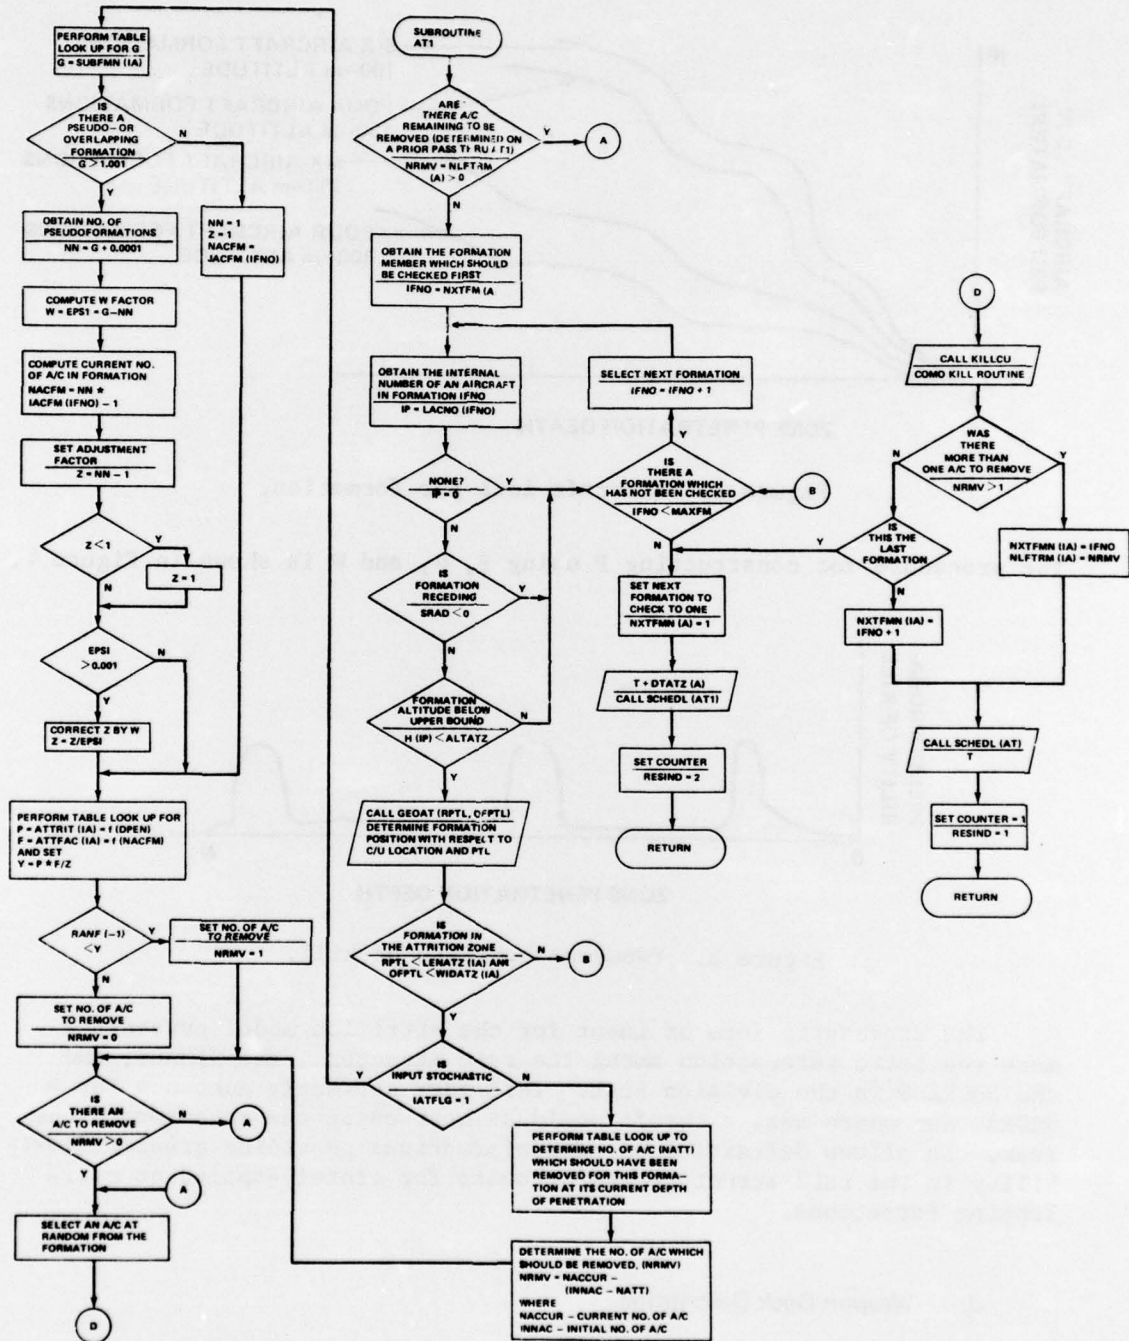 PERFORM TABLE
LOOK UP FOR G
G = SUBFMN (IA)
IS
THERE A
PSEUDO- OR
OVERLAPPING
FORMATION
G > 1.001
N
Y
OBTAIN NO. OF
PSEUDOFORMATIONS
NN = G + 0.0001
NN = 1
Z = 1
NACFM =
JACFM (IFNO)
COMPUTE W FACTOR
W = EPS1 = G-NN
COMPUTE CURRENT NO.
OF A/C IN FORMATION
NACFM = NN *
IACFM (IFNO) - 1
SET ADJUSTMENT
FACTOR
Z = NN - 1
Z < 1
Y
Z = 1
N
EPSI
> 0.001
N
Y
CORRECT Z BY W
Z = Z/EPSI
PERFORM TABLE LOOK UP FOR
P = ATTRIT (IA) = f (DPEN)
F = ATTFAC (IA) = f (NACFM)
AND SET
Y = P * F/Z
RANF (-1)
< Y
Y
SET NO. OF A/C
TO REMOVE
NRMV = 1
N
SET NO. OF A/C
TO REMOVE
NRMV = 0
IS
THERE AN
A/C TO REMOVE
NRMV > 0
N
A
Y
A
SELECT AN A/C AT
RANDOM FROM THE
FORMATION
D
SUBROUTINE
AT1
ARE
THERE A/C
REMAINING TO BE
REMOVED (DETERMINED ON
A PRIOR PASS THRU AT1)
NRMV = NLFTRM
(A) > 0
Y
A
N
OBTAIN THE FORMATION
MEMBER WHICH SHOULD
BE CHECKED FIRST
IFNO = NXTFM (A
OBTAIN THE INTERNAL
NUMBER OF AN AIRCRAFT
IN FORMATION IFNO
IP = LACNO (IFNO)
NONE?
IP = 0
Y
N
IS
FORMATION
RECEDING
SRAD < 0
Y
N
FORMATION
ALTITUDE BELOW
UPPER BOUND
H (IP) < ALTATZ
N
Y
CALL GEOAT (RPTL, OFPTL)
DETERMINE FORMATION
POSITION WITH RESPECT TO
C/U LOCATION AND PTL
IS
FORMATION IN
THE ATTRITION ZONE
RPTL < LENATZ (IA) AND
OFPTL < WIDATZ (IA)
N
B
Y
INPUT STOCHASTIC
IATFLG = 1
Y
N
PERFORM TABLE LOOK UP TO
DETERMINE NO. OF A/C (NATT)
WHICH SHOULD HAVE BEEN
REMOVED FOR THIS FORMA-
TION AT ITS CURRENT DEPTH
OF PENETRATION
DETERMINE THE NO. OF A/C WHICH
SHOULD BE REMOVED, (NRMV)
NRMV = NACCUR -
(INNAC - NATT)
WHERE
NACCUR - CURRENT NO. OF A/C
INNAC - INITIAL NO. OF A/C
SELECT NEXT FORMATION
IFNO = IFNO + 1
Y
IS
THERE A
FORMATION WHICH
HAS NOT BEEN CHECKED
IFNO < MAXFM
B
N
SET NEXT
FORMATION TO
CHECK TO ONE
NXTFMN (IA) = 1
T + DTATZ (A)
CALL SCHEDL (AT1)
SET COUNTER
RESIND = 2
RETURN
D
CALL KILLCU
COMO KILL ROUTINE
WAS
THERE
MORE THAN
ONE A/C TO REMOVE
NRMV > 1
N
Y
IS
THIS THE
LAST
FORMATION
Y
N
NXTFMN (IA) = IFNO
NLFTRM (IA) = NRMV
NXTFMN (IA) =
IFNO + 1
CALL SCHEDL (AT)
T
SET COUNTER = 1
RESIND = 1
RETURN